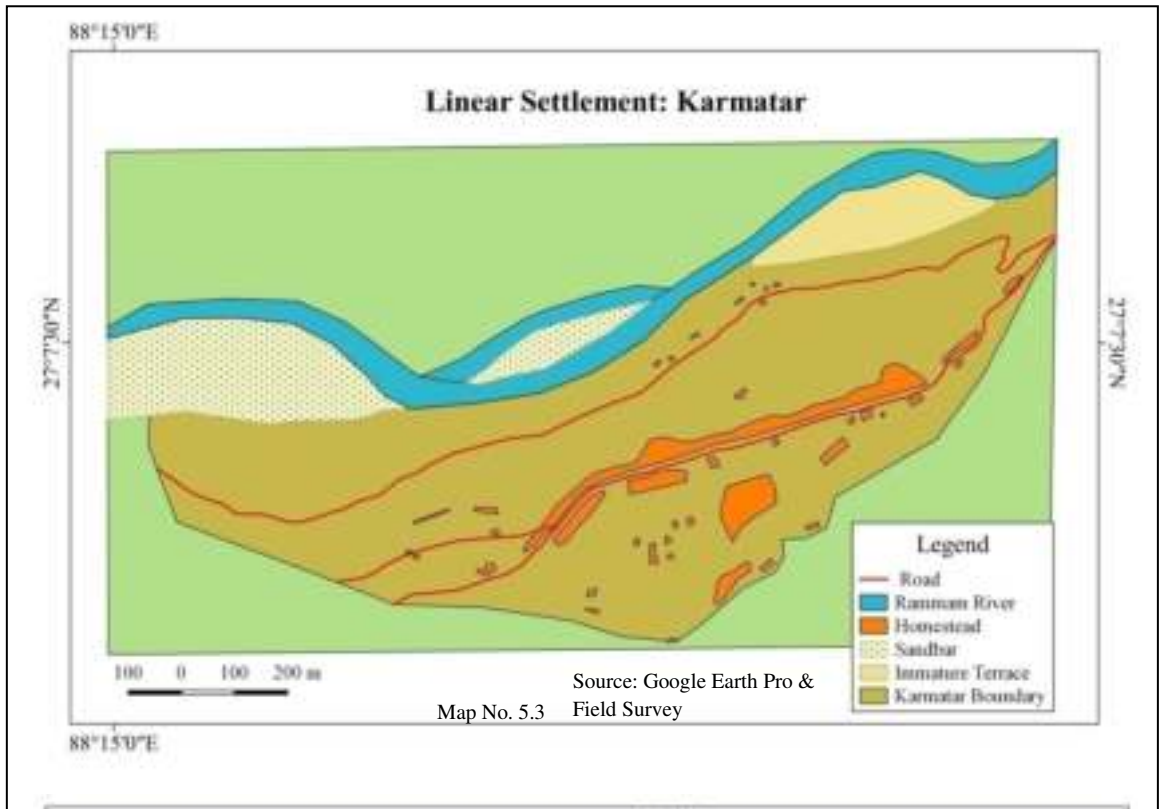 88°15'0"E
Linear Settlement: Karmatar
27°7'30"N
27°7'30"N
Legend
Road
Rammam River
Homestead
Sandbar
Immature Terrace
Karmatar Boundary
100 0 100 200 m
Source: Google Earth Pro &
Field Survey
Map No. 5.3
88°15'0"E